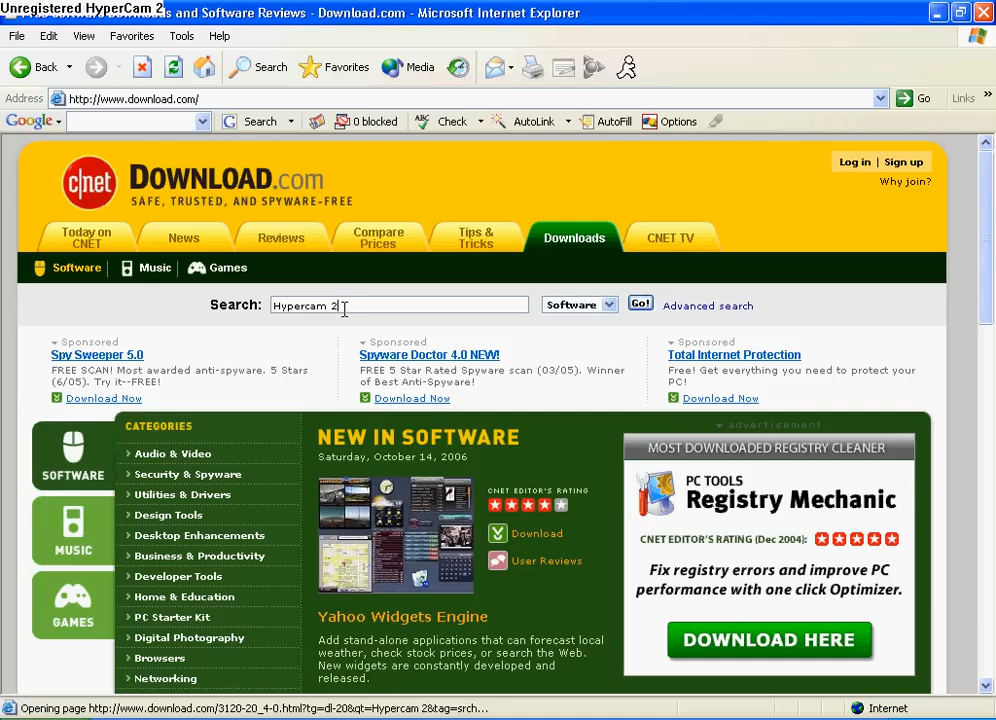 Unregistered HyperCam 2
and Software Reviews - Download.com - Microsoft Internet Explorer
File Edit View Favorites Tools Help
Back Search Favorites Media
Address http://www.download.com/ Go Links »
Google Search 0 blocked ABC Check AutoLink AutoFill Options
Log in | Sign up
Why join?
c|net DOWNLOAD.com
SAFE, TRUSTED, AND SPYWARE-FREE
Today on CNET
News
Reviews
Compare Prices
Tips & Tricks
Downloads
CNET TV
Software Music Games
Search: Hypercam 2 Software Go! Advanced search
Sponsored
Spy Sweeper 5.0
FREE SCAN! Most awarded anti-spyware. 5 Stars
(6/05). Try it--FREE!
Download Now
Sponsored
Spyware Doctor 4.0 NEW!
FREE 5 Star Rated Spyware scan (03/05). Winner
of Best Anti-Spyware!
Download Now
Sponsored
Total Internet Protection
Free! Get everything you need to protect your
PC!
Download Now
SOFTWARE
MUSIC
GAMES
CATEGORIES
Audio & Video
Security & Spyware
Utilities & Drivers
Design Tools
Desktop Enhancements
Business & Productivity
Developer Tools
Home & Education
PC Starter Kit
Digital Photography
Browsers
Networking
NEW IN SOFTWARE
Saturday, October 14, 2006
CNET EDITOR'S RATING
Download
User Reviews
Yahoo Widgets Engine
Add stand-alone applications that can forecast local
weather, check stock prices, or search the Web.
New widgets are constantly developed and
released.
advertisement
MOST DOWNLOADED REGISTRY CLEANER
PC TOOLS
Registry Mechanic
CNET EDITOR'S RATING (Dec 2004):
Fix registry errors and improve PC
performance with one click Optimizer.
DOWNLOAD HERE
Opening page http://www.download.com/3120-20_4-0.html?tg=dl-20&qt=Hypercam 2&tag=srch... Internet